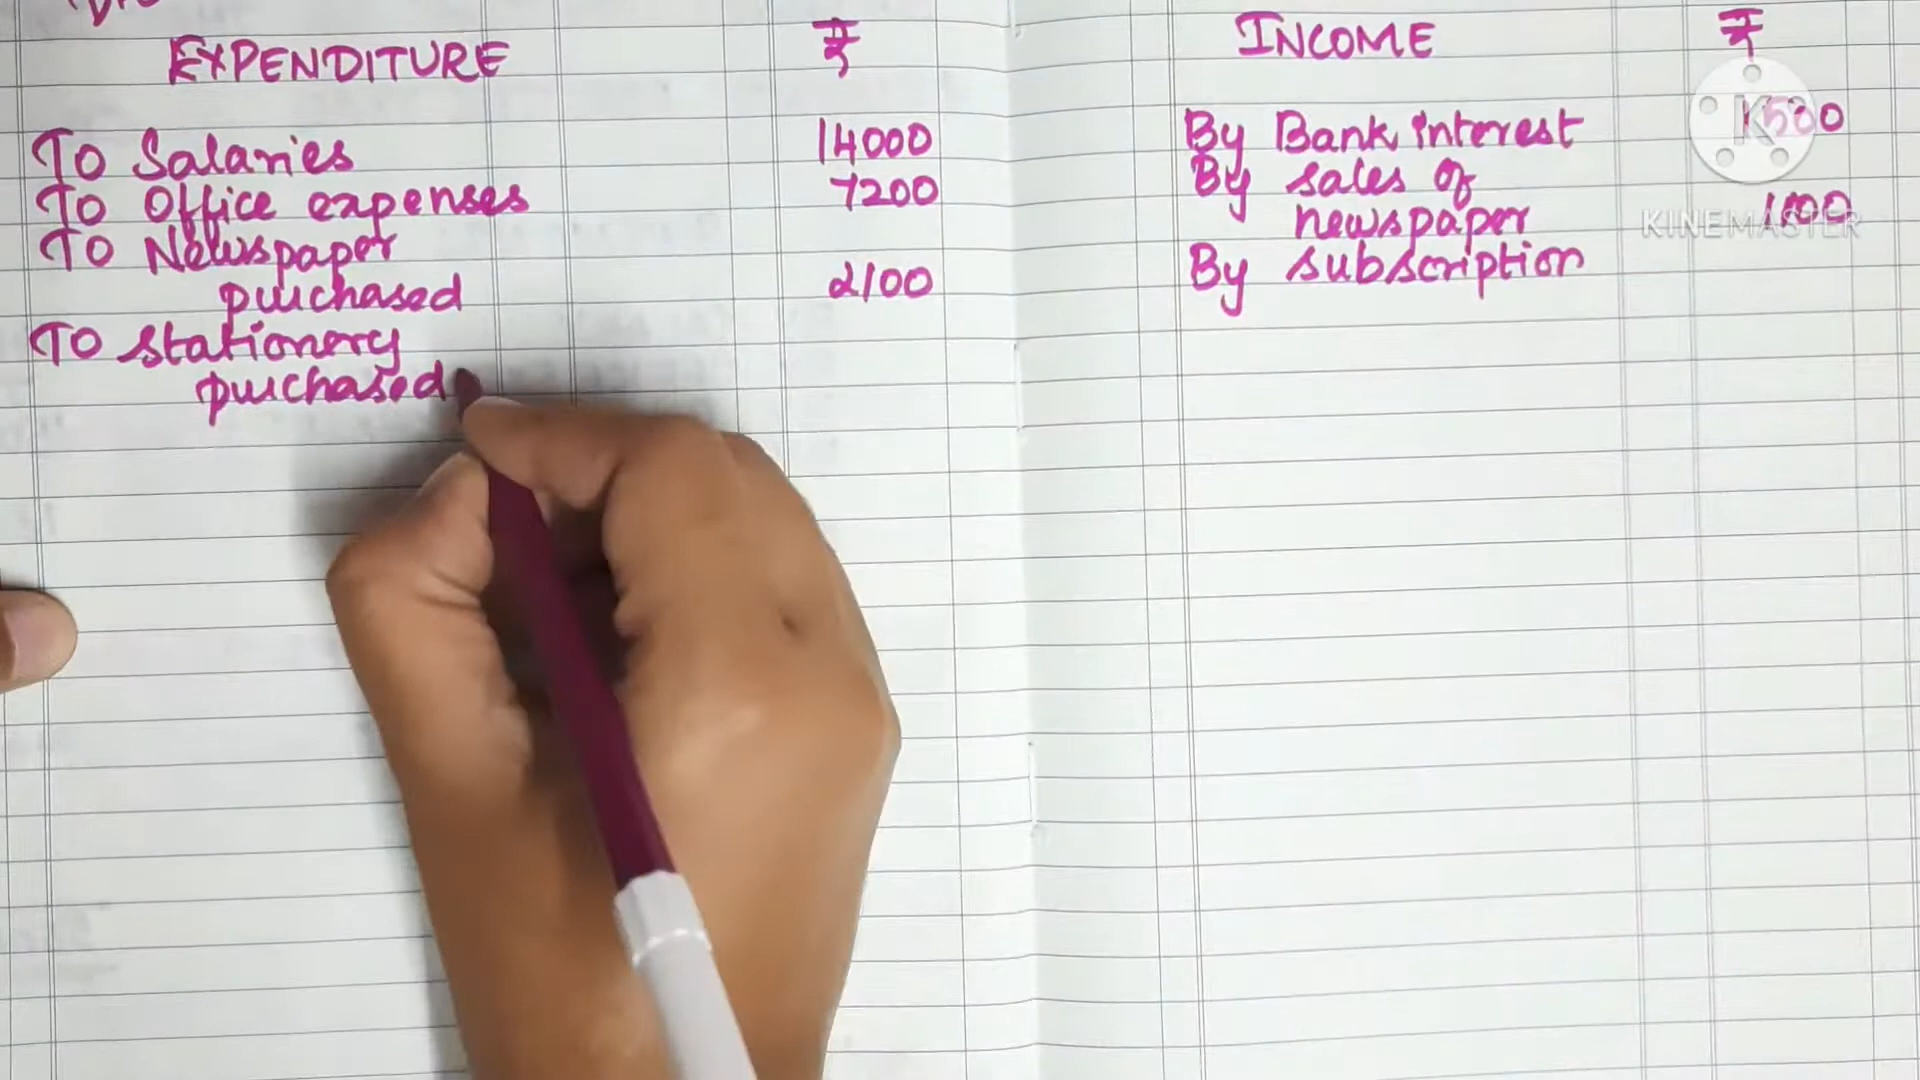 EXPENDITURE ₹
To Salaries 14000
To Office expenses 7200
To Newspaper
purchased 2100
To Stationery
purchased
INCOME ₹
By Bank interest 1500
By sales of
newspaper
By subscription
K
KINEMASTER